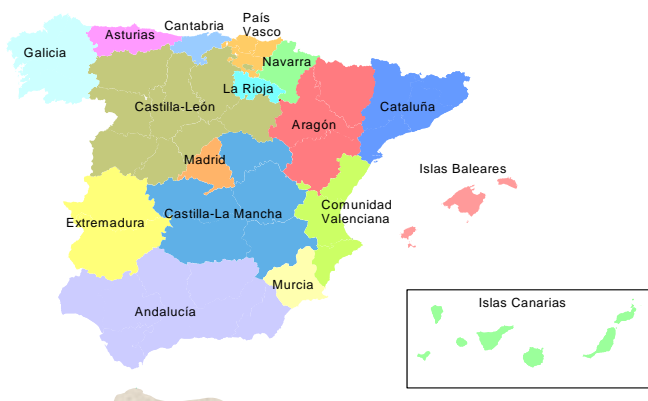 País
Vasco
Cantabria
Asturias
Galicia
Navarra
La Rioja
Castilla-León
Cataluña
Aragón
Madrid
Islas Baleares
Castilla-La Mancha
Comunidad
Valenciana
Extremadura
Murcia
Andalucía
Islas Canarias